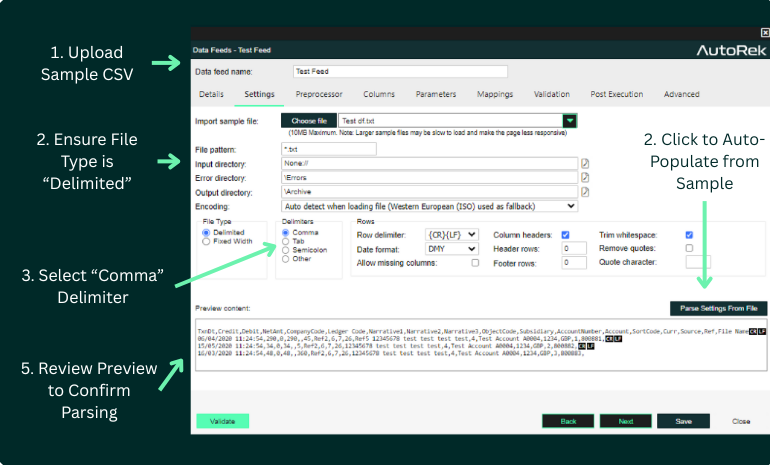 1. Upload
Sample CSV
2. Ensure File
Type is
“Delimited”
3. Select “Comma”
Delimiter
5. Review Preview
to Confirm
Parsing
2. Click to Auto-
Populate from
Sample
Data Feeds - Test Feed
AutoRek
Data feed name: Test Feed
Details Settings Preprocessor Columns Parameters Mappings Validation Post Execution Advanced
Import sample file: Choose file Test df.txt
(10MB Maximum. Note: Larger sample files may be slow to load and make the page less responsive)
File pattern: *.txt
Input directory: None://
Error directory: \Errors
Output directory: \Archive
Encoding: Auto detect when loading file (Western European (ISO) used as fallback)
File Type
Delimited
Fixed Width
Delimiters
Comma
Tab
Semicolon
Other
Rows
Row delimiter: {CR}{LF} Column headers: Trim whitespace:
Date format: DMY Header rows: 0 Remove quotes:
Allow missing columns: Footer rows: 0 Quote character:
Preview content: Parse Settings From File
TxnDt,Credit,Debit,NetAmt,CompanyCode,Ledger Code,Narrative1,Narrative2,Narrative3,ObjectCode,Subsidiary,AccountNumber,Account,SortCode,Curr,Source,Ref,File Name CR LF
06/04/2020 11:24:54,290,0,290,,45,Ref2,6,7,26,Ref5 12345678 test test test test,4,Test Account A0004,1234,GBP,1,000881, CR LF
15/05/2020 11:24:54,34,0,34,,5,Ref2,6,7,26,12345678 test test test test,4,Test Account A0004,1234,GBP,2,000882, CR LF
16/03/2020 11:24:54,48,0,48,,360,Ref2,6,7,26,12345678 test test test test,4,Test Account A0004,1234,GBP,3,000883,
Validate Back Next Save Close